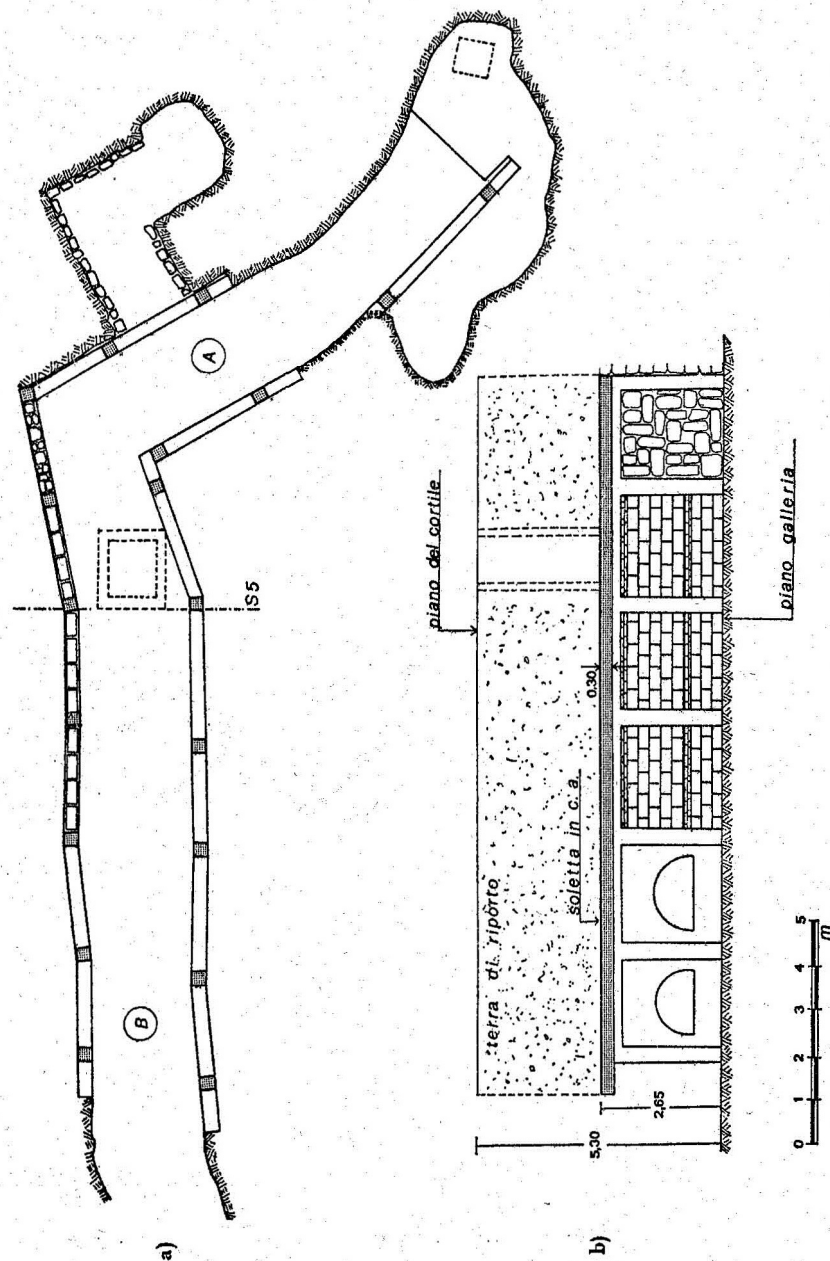 a)
A
B
S 5
b)
piano del cortile
terra di riporto
soletta in c.a.
0.30
piano galleria
5,30
2,65
0 1 2 3 4 5
m